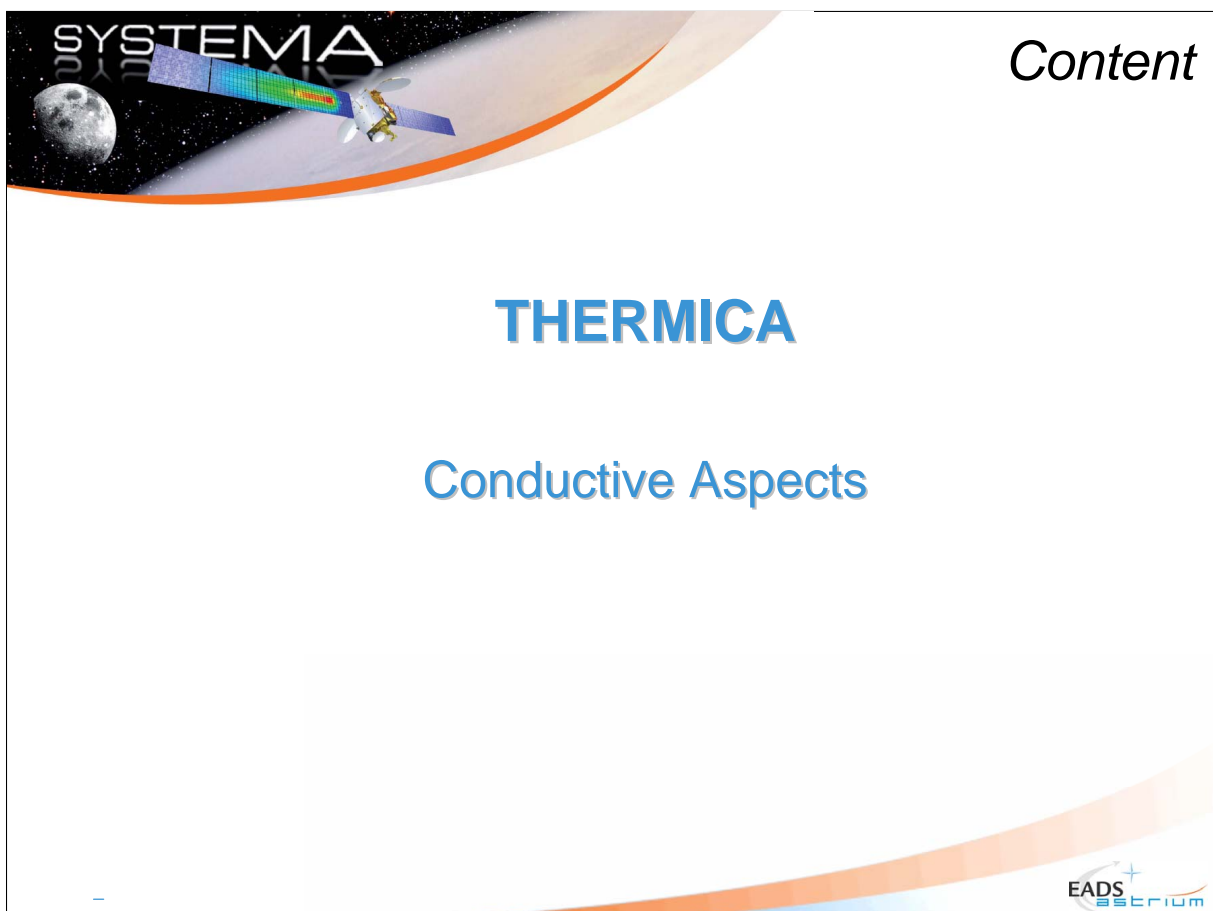 SYSTEMA
Content
THERMICA
Conductive Aspects
EADS
astrium